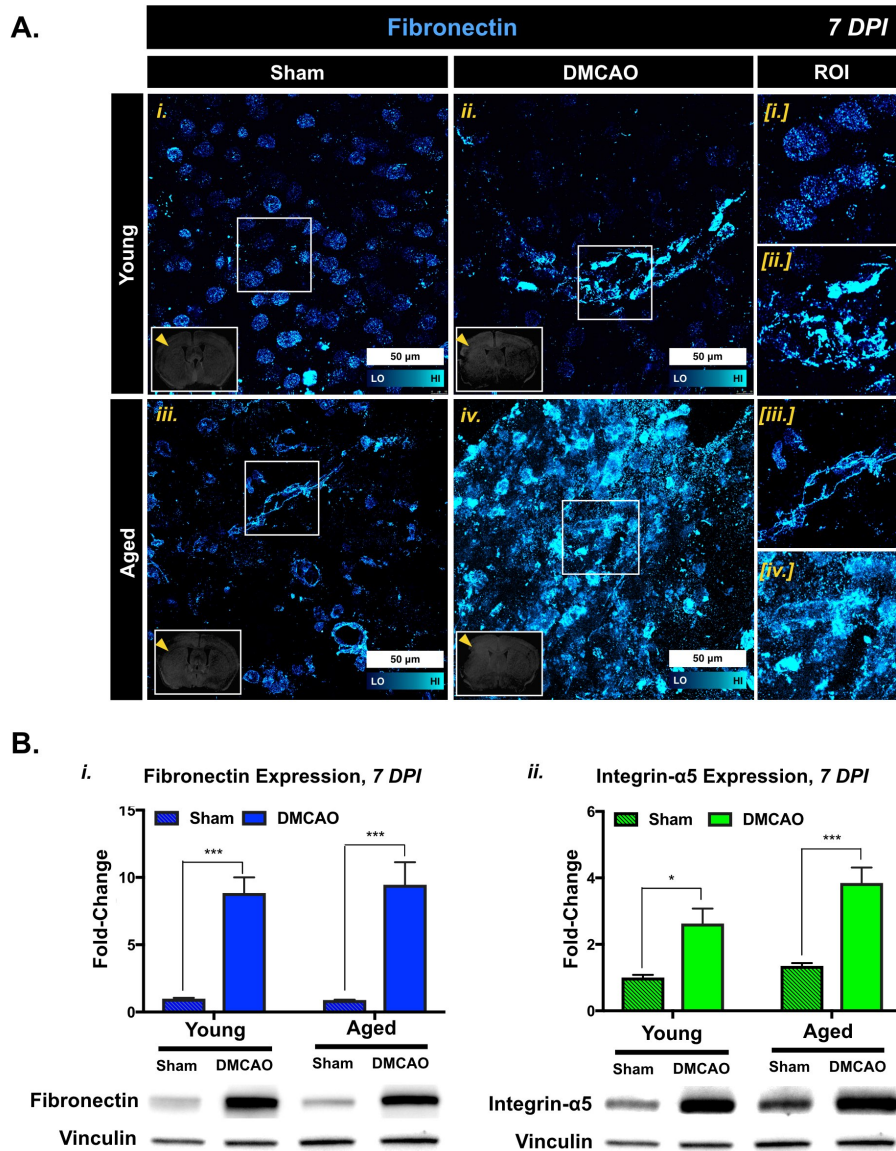 A.
Fibronectin 7 DPI
Sham DMCAO ROI
Young
i. ii. [i.]
[ii.]
50 µm 50 µm
LO HI LO HI
Aged
iii. iv. [iii.]
[iv.]
50 µm 50 µm
LO HI LO HI
B.
i. Fibronectin Expression, 7 DPI
Sham DMCAO
Fold-Change
15
10
5
0
*** ***
Young Aged
Sham DMCAO Sham DMCAO
Fibronectin
Vinculin
ii. Integrin-α5 Expression, 7 DPI
Sham DMCAO
Fold-Change
6
4
2
0
* ***
Young Aged
Sham DMCAO Sham DMCAO
Integrin-α5
Vinculin